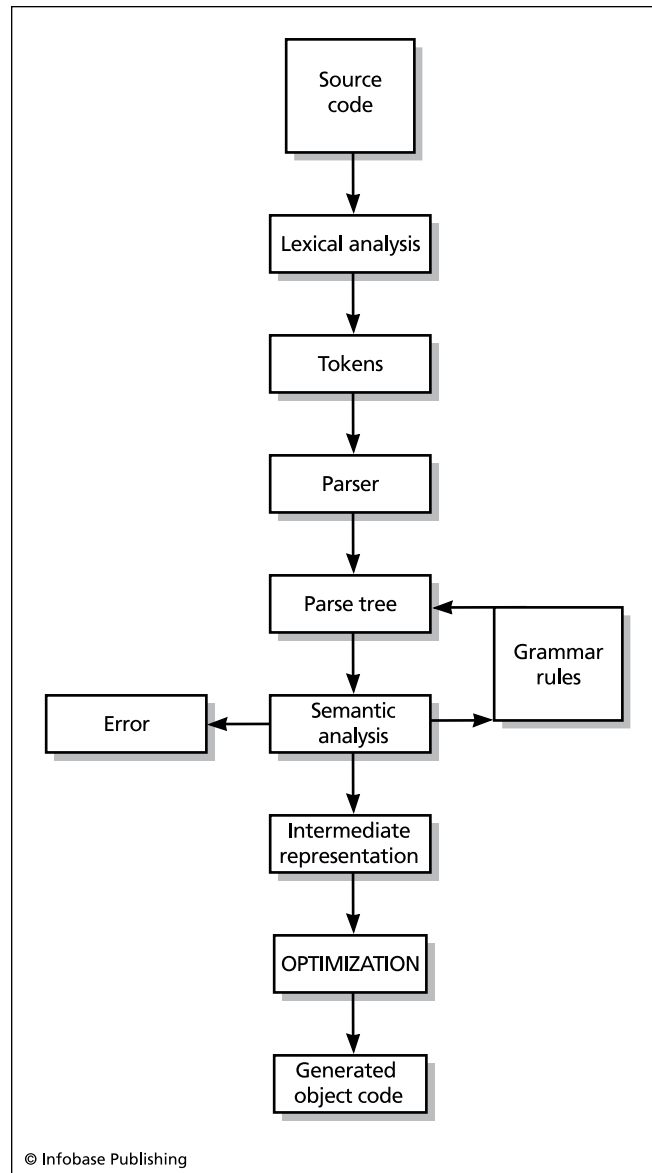 Source
code
Lexical analysis
Tokens
Parser
Parse tree
Grammar
rules
Error
Semantic
analysis
Intermediate
representation
OPTIMIZATION
Generated
object code
© Infobase Publishing